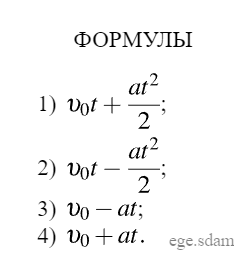 ФОРМУЛЫ
1) υ₀t + at²/2;
2) υ₀t − at²/2;
3) υ₀ − at;
4) υ₀ + at.
ege.sdam